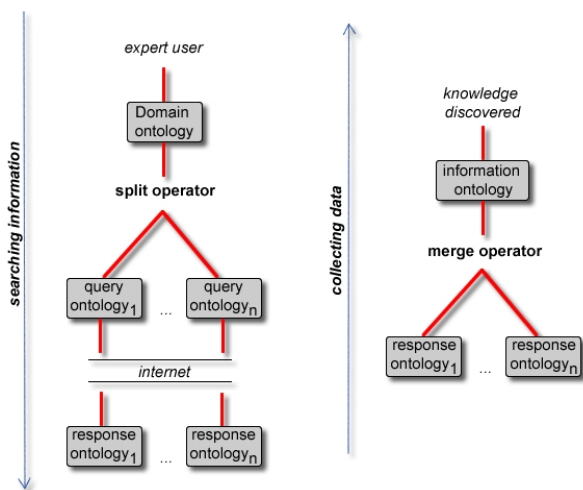 searching information
expert user
Domain
ontology
split operator
query
ontology1
...
query
ontologyn
internet
response
ontology1
...
response
ontologyn
collecting data
knowledge
discovered
information
ontology
merge operator
response
ontology1
...
response
ontologyn